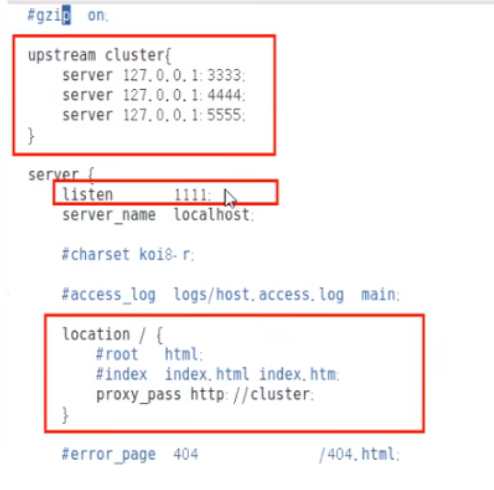 #gzip  on;
upstream cluster{
    server 127.0.0.1:3333;
    server 127.0.0.1:4444;
    server 127.0.0.1:5555;
}
server {
    listen       1111;
    server_name  localhost;
    #charset koi8-r;
    #access_log  logs/host.access.log  main;
    location / {
        #root   html;
        #index  index.html index.htm;
        proxy_pass http://cluster;
    }
    #error_page  404              /404.html;